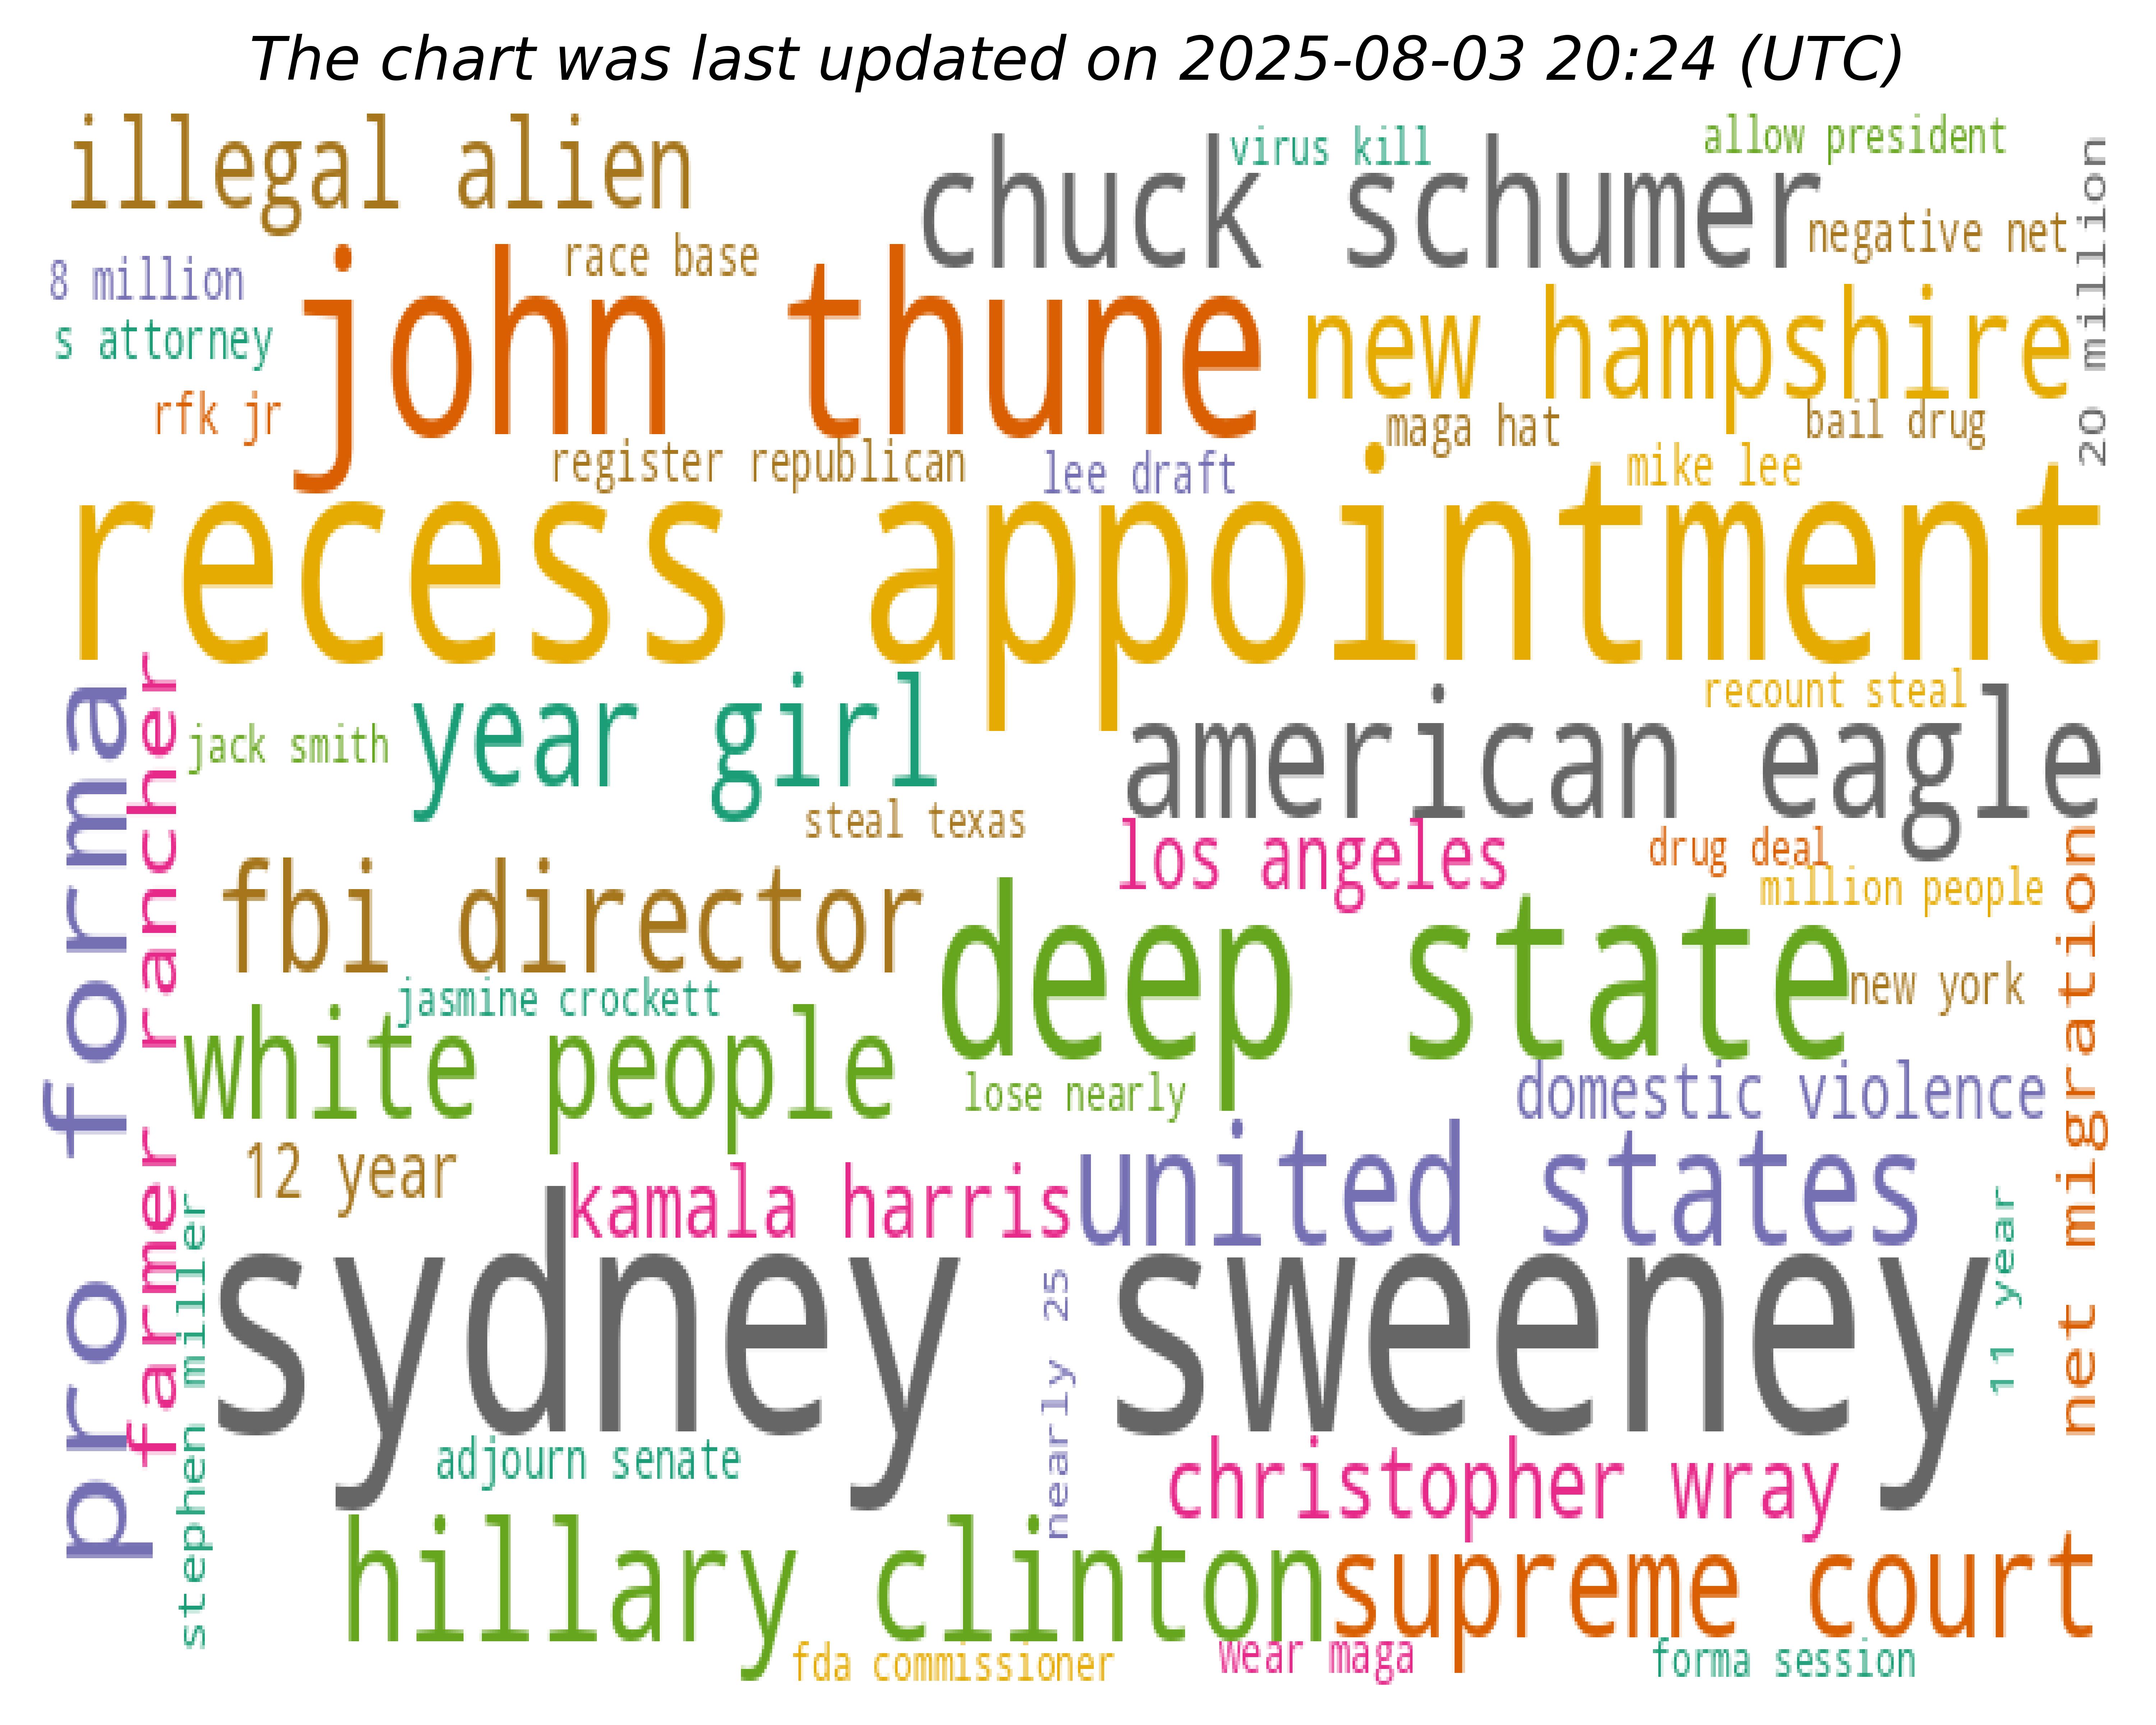 The chart was last updated on 2025-08-03 20:24 (UTC)
illegal alien
chuck schumer
virus kill
allow president
20 million
negative net
race base
8 million
john thune
new hampshire
s attorney
rfk jr
maga hat
bail drug
register republican
lee draft
mike lee
recess appointment
pro forma
farmer rancher
jack smith
year girl
recount steal
american eagle
steal texas
los angeles
drug deal
million people
fbi director
deep state
new york
net migration
jasmine crockett
white people
lose nearly
domestic violence
12 year
kamala harris
united states
stephen miller
sydney sweeney
nearly 25
11 year
adjourn senate
christopher wray
hillary clinton
supreme court
fda commissioner
wear maga
forma session